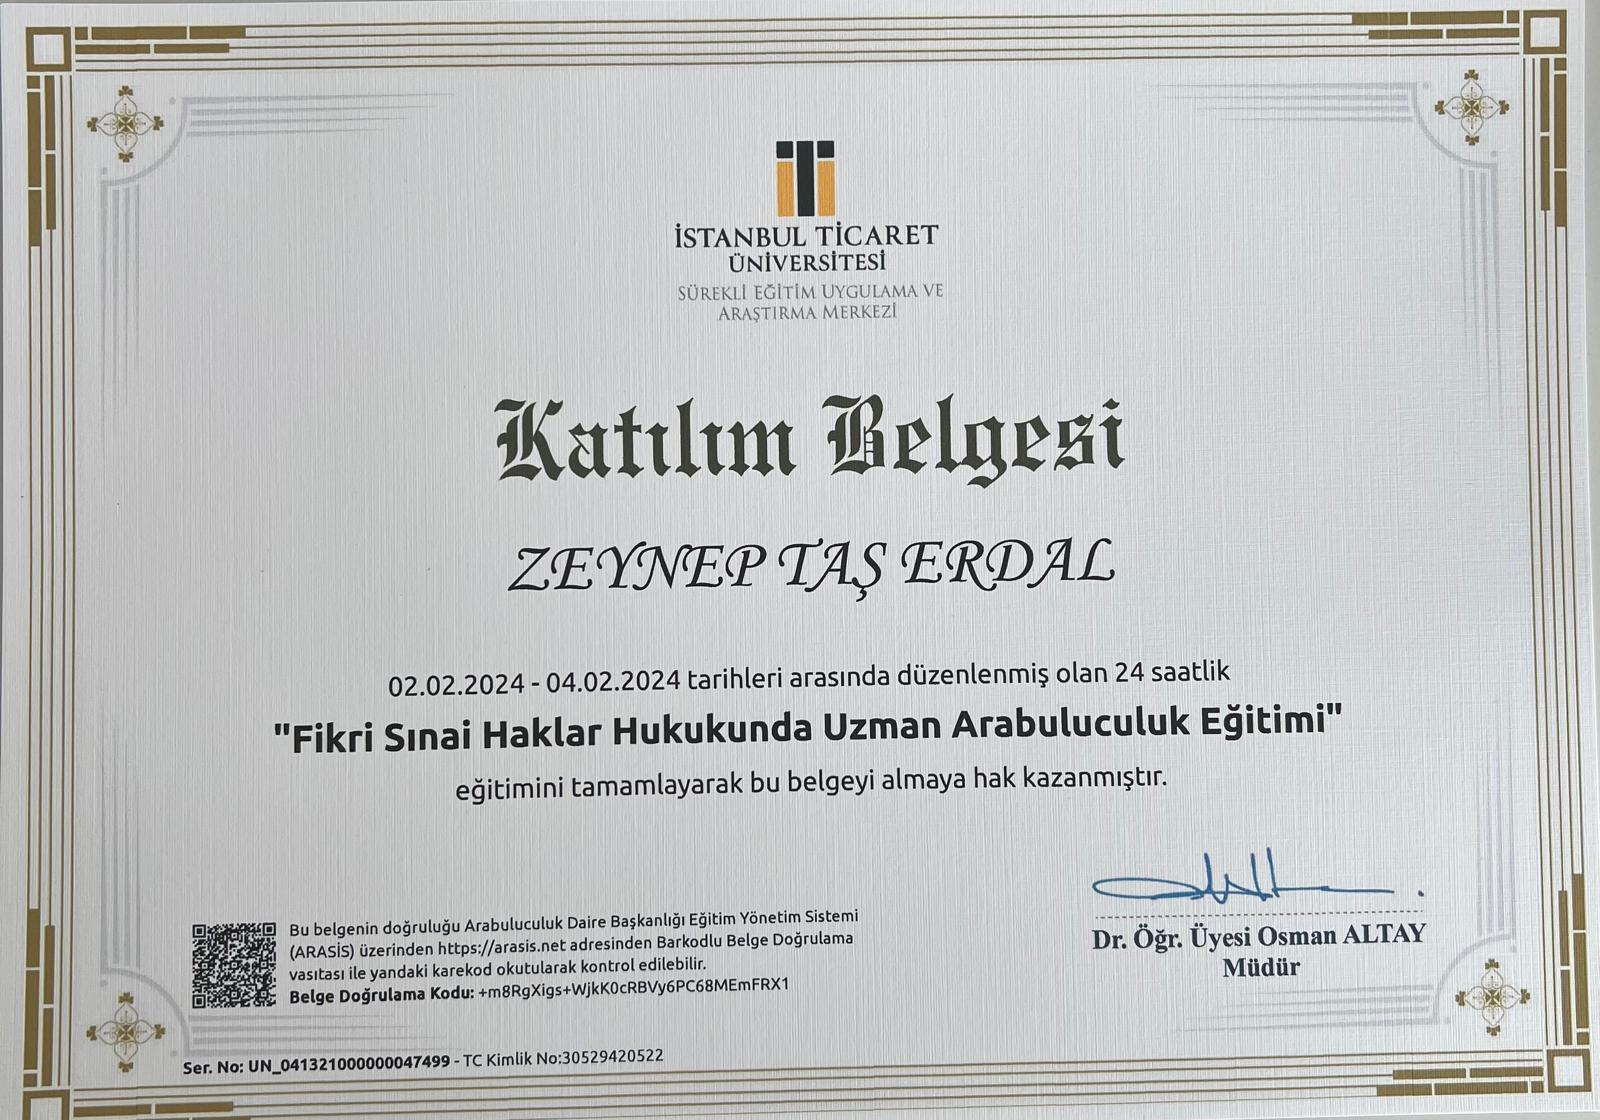 İSTANBUL TİCARET
ÜNİVERSİTESİ
SÜREKLİ EĞİTİM UYGULAMA VE
ARAŞTIRMA MERKEZİ
Katılım Belgesi
ZEYNEP TAŞ ERDAL
02.02.2024 - 04.02.2024 tarihleri arasında düzenlenmiş olan 24 saatlik
"Fikri Sınai Haklar Hukukunda Uzman Arabuluculuk Eğitimi"
eğitimini tamamlayarak bu belgeyi almaya hak kazanmıştır.
Bu belgenin doğruluğu Arabuluculuk Daire Başkanlığı Eğitim Yönetim Sistemi
(ARASİS) üzerinden https://arasis.net adresinden Barkodlu Belge Doğrulama
vasıtası ile yandaki karekod okutularak kontrol edilebilir.
Belge Doğrulama Kodu: +m8RgXigs+WjkK0cRBVy6PC68MEmFRX1
Dr. Öğr. Üyesi Osman ALTAY
Müdür
Ser. No: UN_041321000000047499 - TC Kimlik No:30529420522